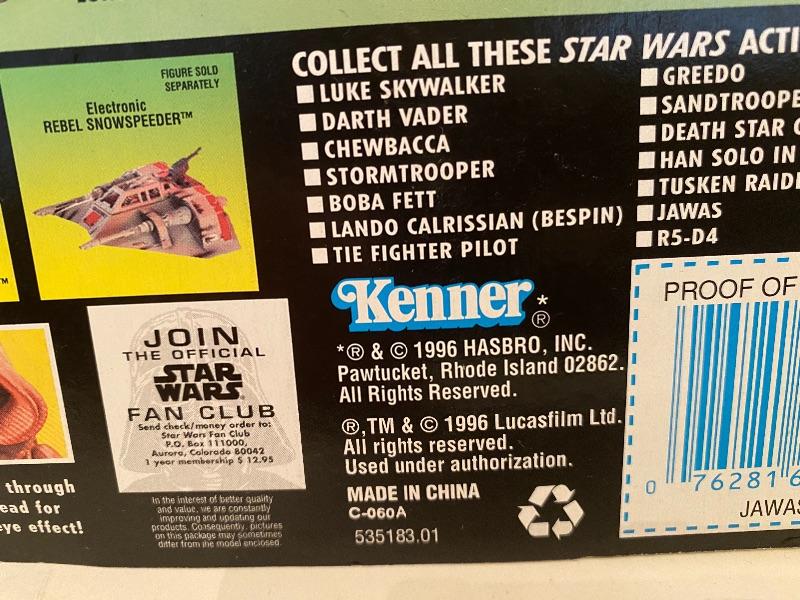 FIGURE SOLD
SEPARATELY
Electronic
REBEL SNOWSPEEDER™
COLLECT ALL THESE STAR WARS ACTI
LUKE SKYWALKER
DARTH VADER
CHEWBACCA
STORMTROOPER
BOBA FETT
LANDO CALRISSIAN (BESPIN)
TIE FIGHTER PILOT
GREEDO
SANDTROOPE
DEATH STAR
HAN SOLO IN
TUSKEN RAID
JAWAS
R5-D4
Kenner*®
*® & © 1996 HASBRO, INC.
Pawtucket, Rhode Island 02862.
All Rights Reserved.
®,TM & © 1996 Lucasfilm Ltd.
All rights reserved.
Used under authorization.
MADE IN CHINA
C-060A
535183.01
JOIN
THE OFFICIAL
STAR
WARS
FAN CLUB
Send check/money order to:
Star Wars Fan Club
P.O. Box 111000,
Aurora, Colorado 80042
1 year membership $ 12.95
In the interest of better quality
and value, we are constantly
improving and updating our
products. Consequently, pictures
on this package may sometimes
differ from the model enclosed.
through
ead for
eye effect!
PROOF OF
0 76281 6
JAWAS